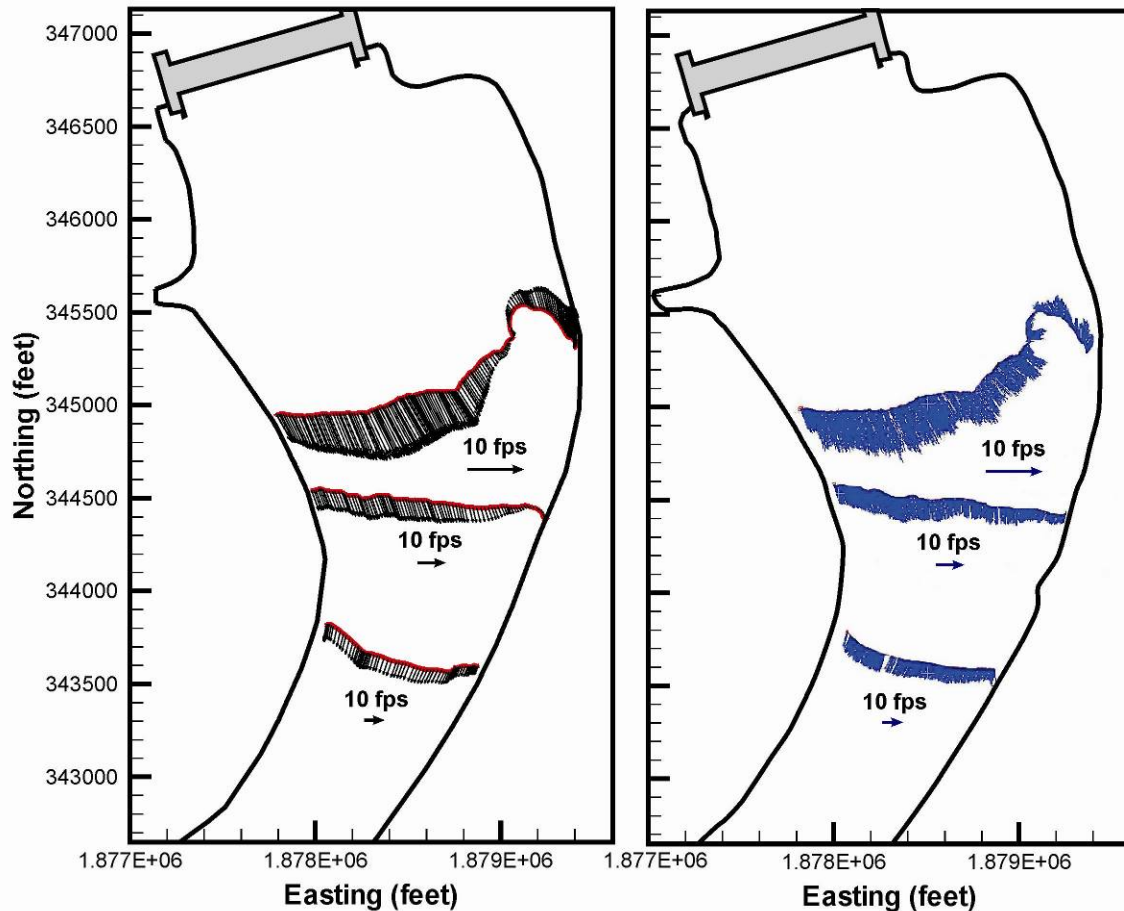 347000
346500
346000
345500
345000
344500
344000
343500
343000
Northing (feet)
10 fps
10 fps
10 fps
1.877E+06
1.878E+06
1.879E+06
Easting (feet)
10 fps
10 fps
10 fps
1.877E+06
1.878E+06
1.879E+06
Easting (feet)